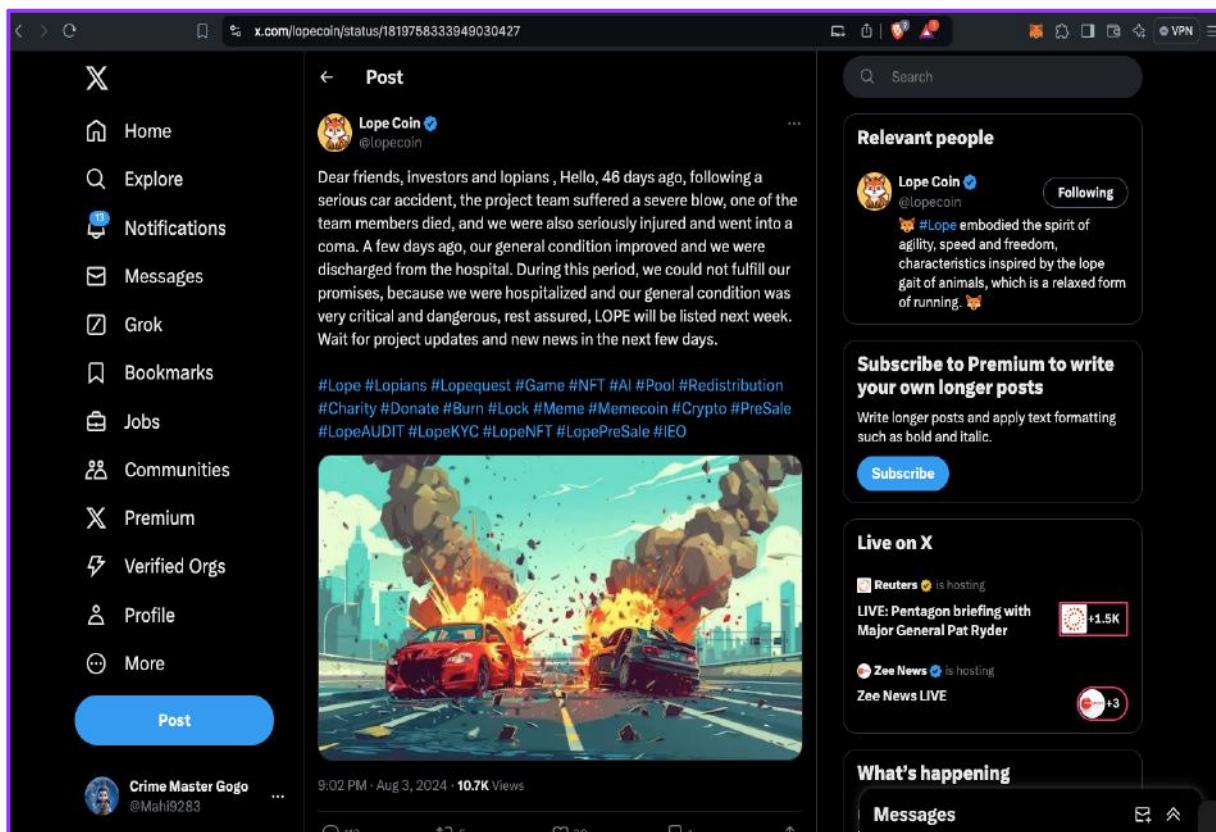 x.com/lopecoin/status/1819758333949030427
VPN
Home
Explore
13
Notifications
Messages
Grok
Bookmarks
Jobs
Communities
Premium
Verified Orgs
Profile
More
Post
Crime Master Gogo
@Mahi9283
Post
Lope Coin
@lopecoin
Dear friends, investors and lopians , Hello, 46 days ago, following a
serious car accident, the project team suffered a severe blow, one of the
team members died, and we were also seriously injured and went into a
coma. A few days ago, our general condition improved and we were
discharged from the hospital. During this period, we could not fulfill our
promises, because we were hospitalized and our general condition was
very critical and dangerous, rest assured, LOPE will be listed next week.
Wait for project updates and new news in the next few days.
#Lope #Lopians #Lopequest #Game #NFT #AI #Pool #Redistribution
#Charity #Donate #Burn #Lock #Meme #Memecoin #Crypto #PreSale
#LopeAUDIT #LopeKYC #LopeNFT #LopePreSale #IEO
9:02 PM · Aug 3, 2024 · 10.7K Views
Search
Relevant people
Lope Coin
@lopecoin
Following
#Lope embodied the spirit of
agility, speed and freedom,
characteristics inspired by the lope
gait of animals, which is a relaxed form
of running.
Subscribe to Premium to write
your own longer posts
Write longer posts and apply text formatting
such as bold and italic.
Subscribe
Live on X
Reuters is hosting
LIVE: Pentagon briefing with
Major General Pat Ryder
+1.5K
Zee News is hosting
Zee News LIVE
+3
What's happening
Messages